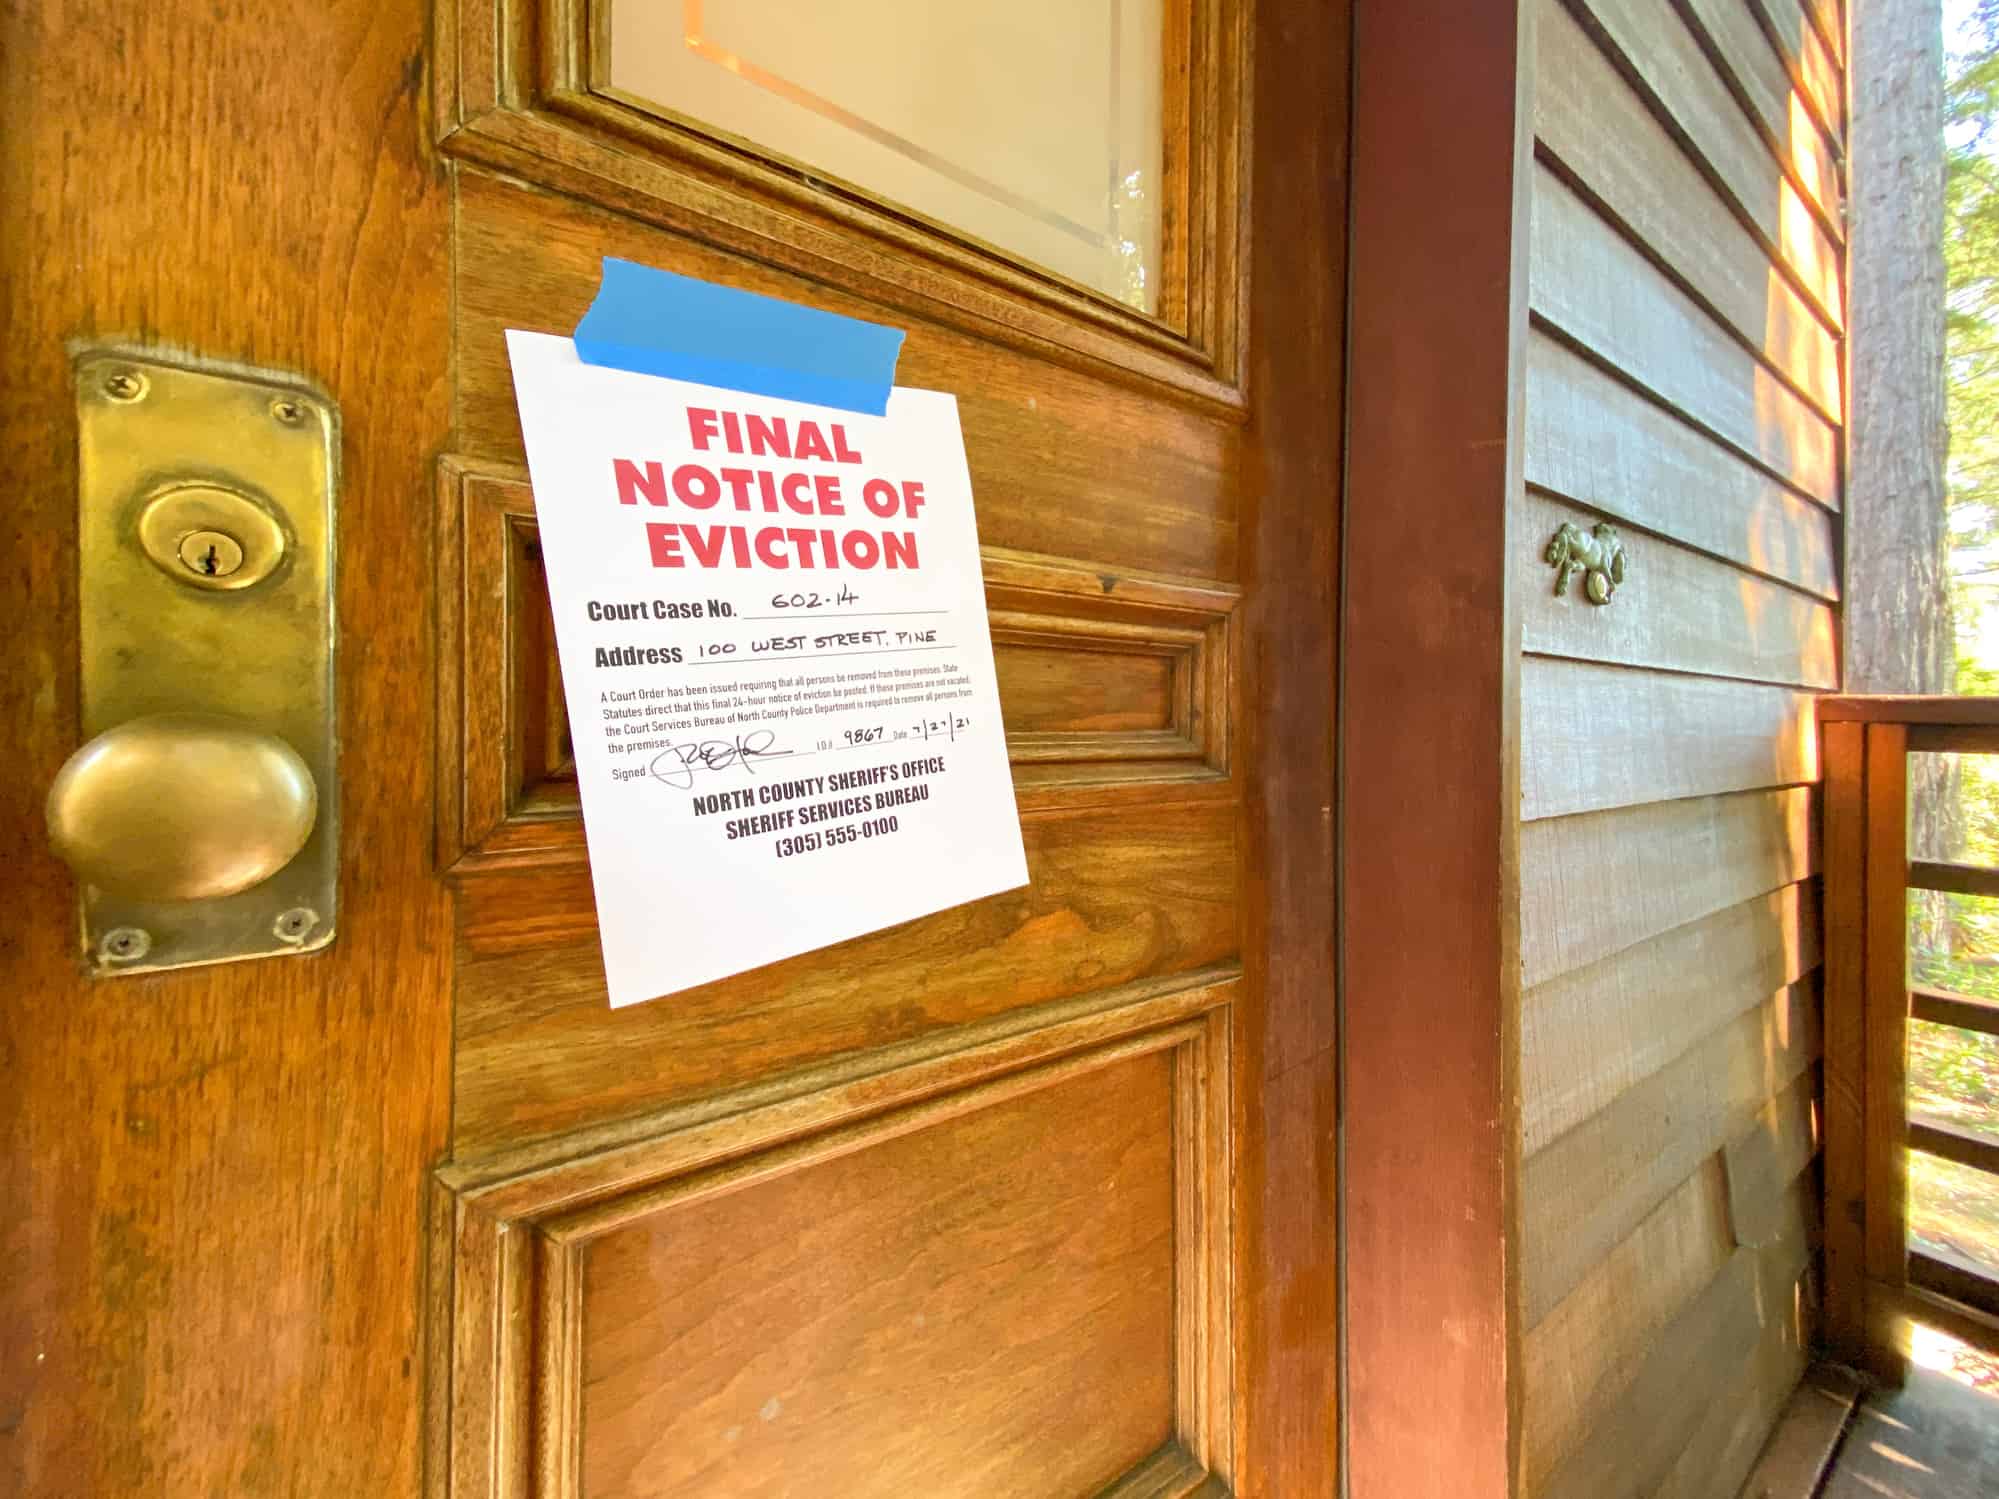 FINAL
NOTICE OF
EVICTION
Court Case No. 602-14
Address 100 WEST STREET. PINE
A Court Order has been issued requiring that all persons be removed from these premises. State
Statutes direct that this final 24-hour notice of eviction be posted. If these premises are not vacated,
the Court Services Bureau of North County Police Department is required to remove all persons from
the premises.
Signed I D.# 9867 Date 7/27/21
NORTH COUNTY SHERIFF'S OFFICE
SHERIFF SERVICES BUREAU
(305) 555-0100